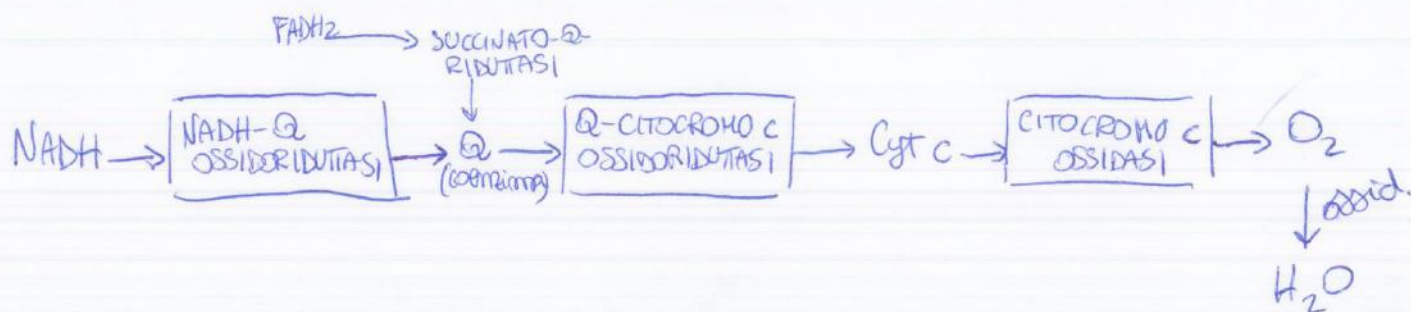 FADH2 → SUCCINATO-Q-
RIDUTTASI
NADH → NADH-Q
OSSIDORIDUTTASI
→ Q
(coenzima)
→ Q-CITOCROMO C
OSSIDORIDUTTASI
→ Cyt c →
CITOCROMO C
OSSIDASI
→ O₂
↓ ossid.
H₂O